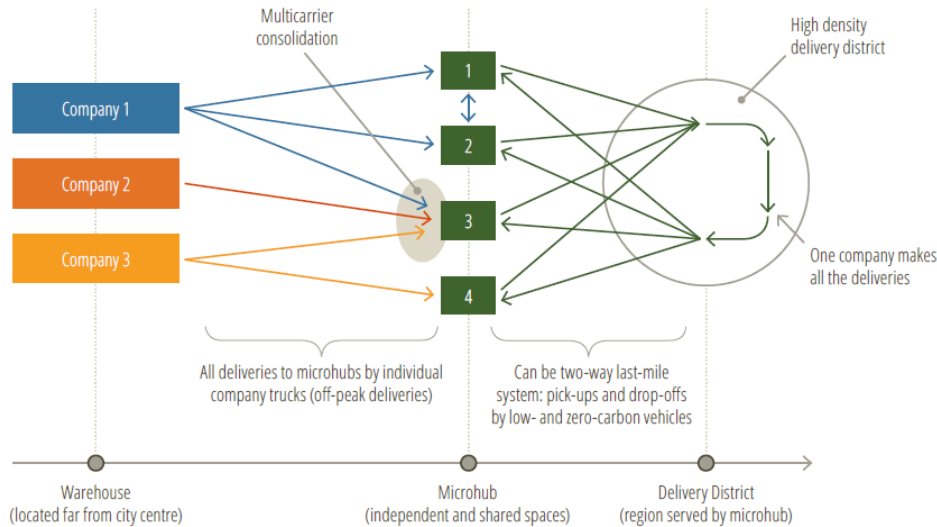 Multicarrier
consolidation
High density
delivery district
Company 1
Company 2
Company 3
1
2
3
4
One company makes
all the deliveries
All deliveries to microhubs by individual
company trucks (off-peak deliveries)
Can be two-way last-mile
system: pick-ups and drop-offs
by low- and zero-carbon vehicles
Warehouse
(located far from city centre)
Microhub
(independent and shared spaces)
Delivery District
(region served by microhub)